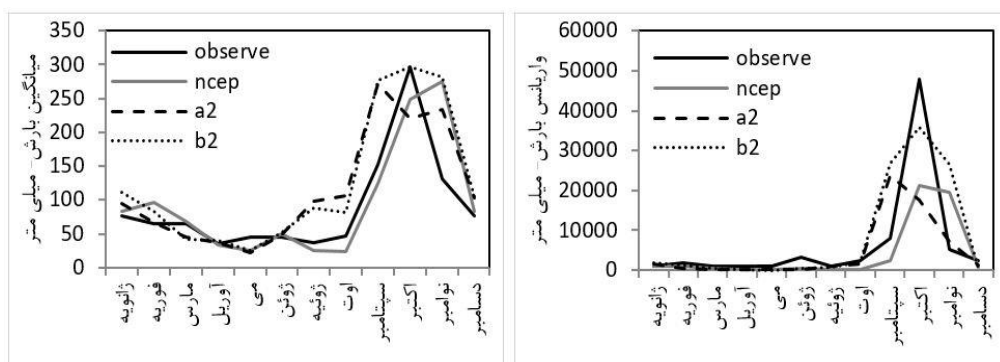 میانگین بارش- میلی متر
350
300
250
200
150
100
50
0
observe
ncep
a2
b2
ژانویه
فوریه
مارس
آوریل
می
ژوئن
ژوئیه
اوت
سپتامبر
اکتبر
نوامبر
دسامبر
واریانس بارش- میلی متر
60000
50000
40000
30000
20000
10000
0
observe
ncep
a2
b2
ژانویه
فوریه
مارس
آوریل
می
ژوئن
ژوئیه
اوت
سپتامبر
اکتبر
نوامبر
دسامبر